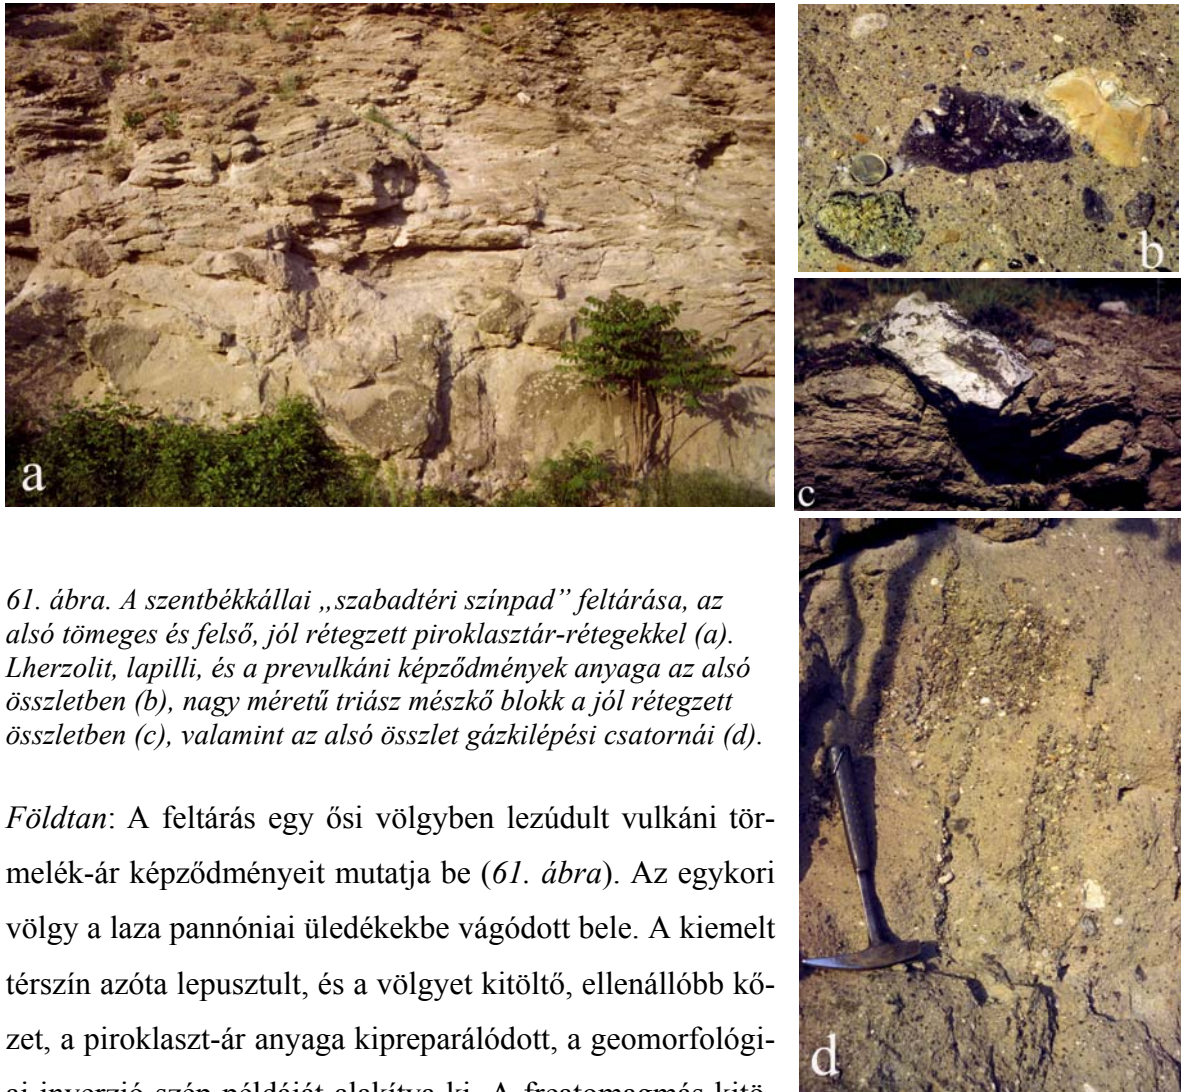 a
b
c
d
61. ábra. A szentbékkállai „szabadtéri színpad” feltárása, az
alsó tömeges és felső, jól rétegzett piroklasztár-rétegekkel (a).
Lherzolit, lapilli, és a prevulkáni képződmények anyaga az alsó
összletben (b), nagy méretű triász mészkő blokk a jól rétegzett
összletben (c), valamint az alsó összlet gázkilépési csatornái (d).
Földtan: A feltárás egy ősi völgyben lezúdult vulkáni tör-
melék-ár képződményeit mutatja be (61. ábra). Az egykori
völgy a laza pannóniai üledékekbe vágódott bele. A kiemelt
térszín azóta lepusztult, és a völgyet kitöltő, ellenállóbb kő-
zet, a piroklaszt-ár anyaga kipreparálódott, a geomorfológi-
ai inverzió szép példáját alakítva ki. A freatomagmás kitö-